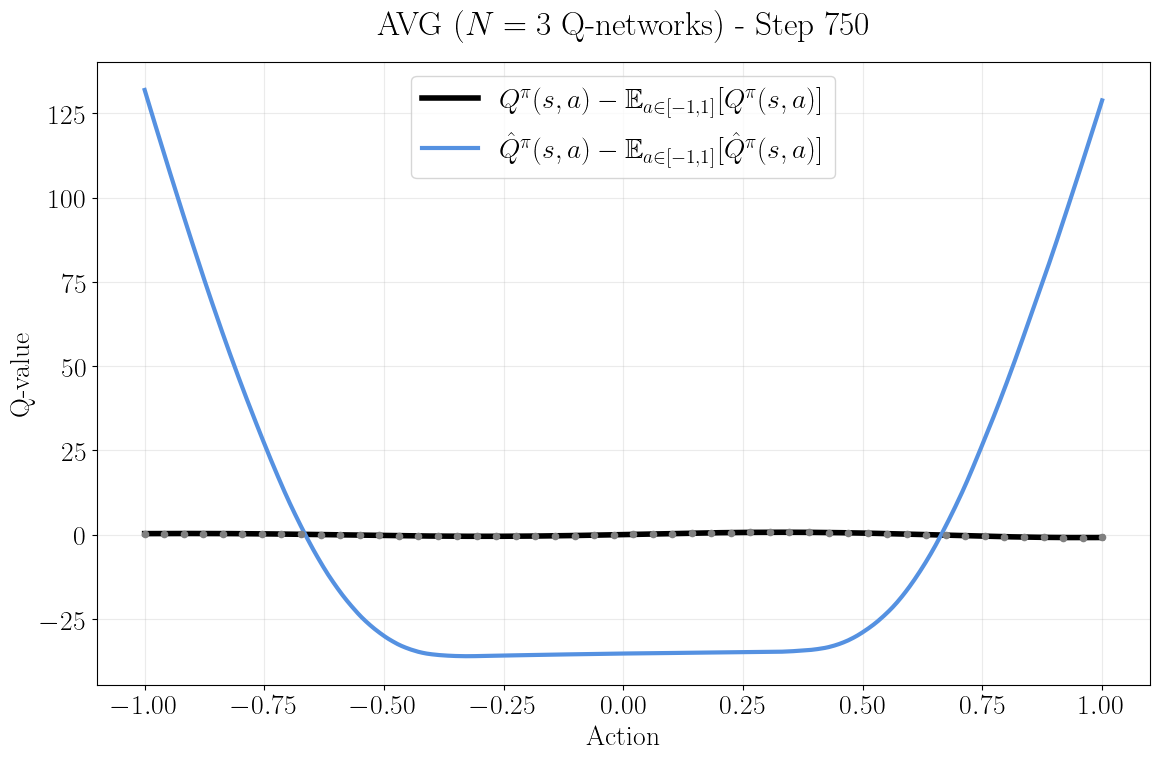 AVG (N = 3 Q-networks) - Step 750
Q^π(s, a) − 𝔼_{a∈[−1,1]}[Q^π(s, a)]
Q̂^π(s, a) − 𝔼_{a∈[−1,1]}[Q̂^π(s, a)]
125
100
75
50
25
0
−25
Q-value
−1.00 −0.75 −0.50 −0.25 0.00 0.25 0.50 0.75 1.00
Action